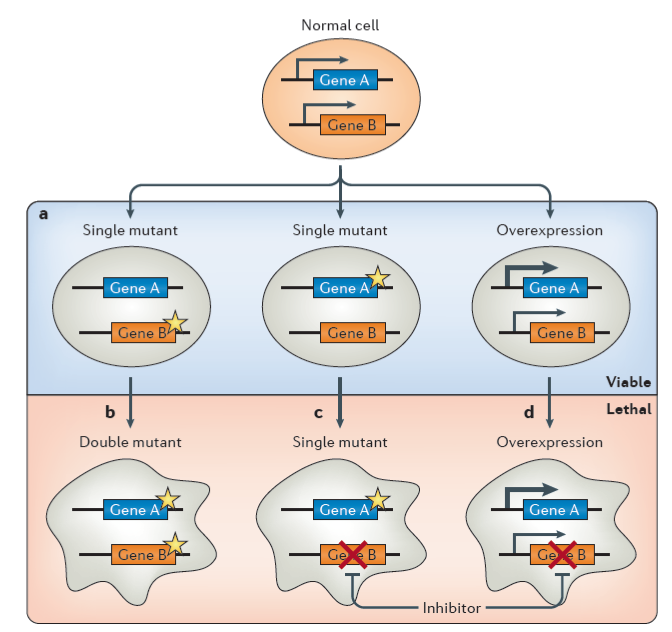 Normal cell
Gene A
Gene B
a
Single mutant
Single mutant
Overexpression
Gene A
Gene A
Gene A
Gene B
Gene B
Gene B
Viable
b
c
d
Lethal
Double mutant
Single mutant
Overexpression
Gene A
Gene A
Gene A
Gene B
Gene B
Gene B
Inhibitor